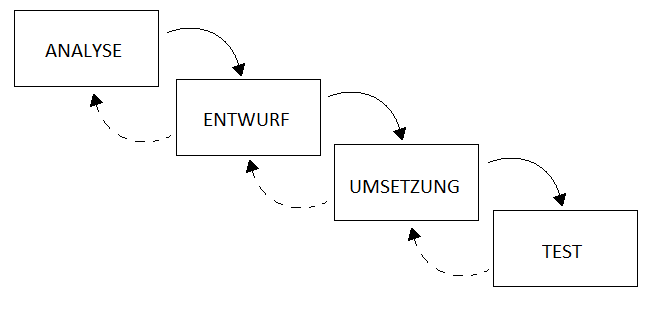 ANALYSE
ENTWURF
UMSETZUNG
TEST